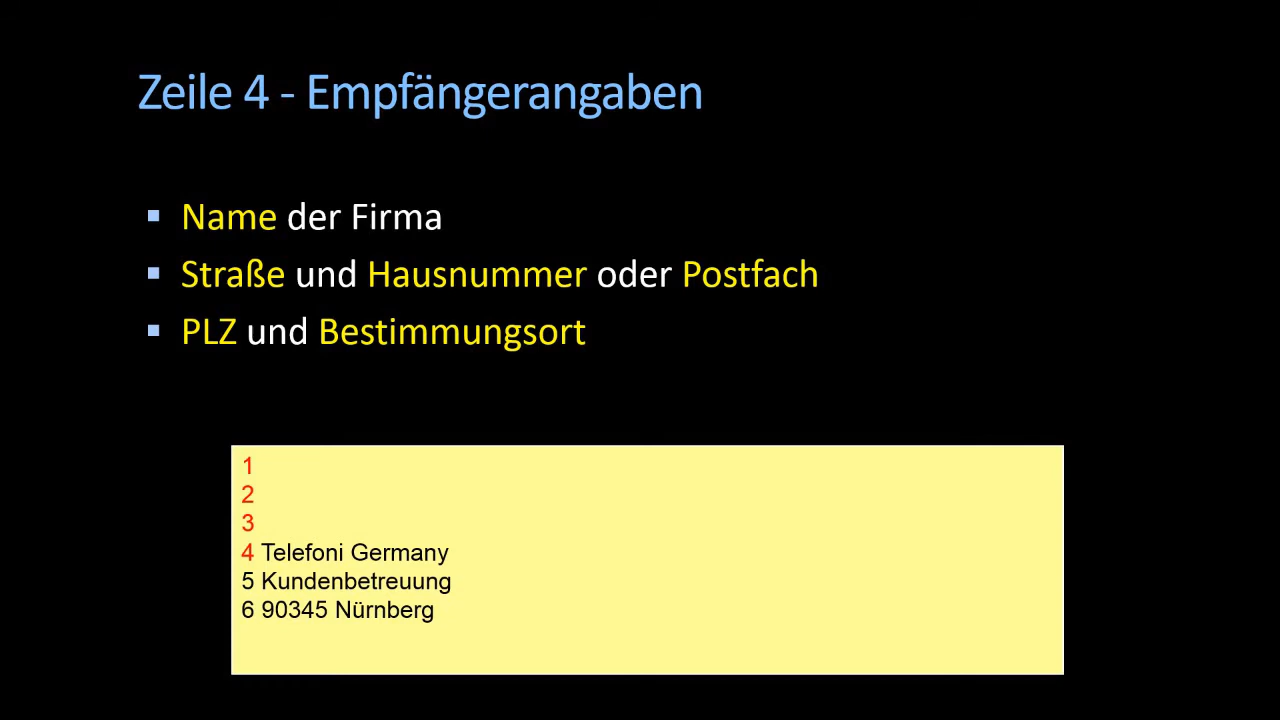 Zeile 4 - Empfängerangaben
▪ Name der Firma
▪ Straße und Hausnummer oder Postfach
▪ PLZ und Bestimmungsort
1
2
3
4 Telefoni Germany
5 Kundenbetreuung
6 90345 Nürnberg